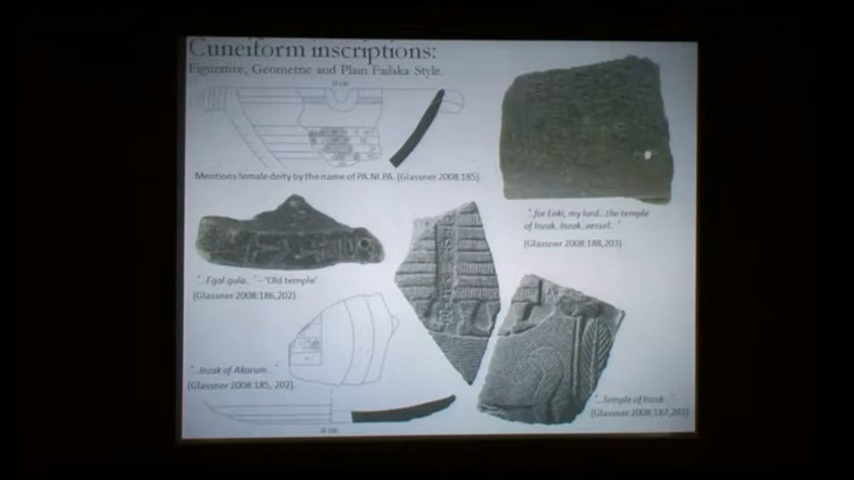 Cuneiform inscriptions:
Figurative, Geometric and Plain Failaka Style.
Mentions female deity by the name of PA.NI.PA. (Glassner 2008:185).
"..for Enki, my lord...the temple
of Inzak..Inzak..vessel.."
(Glassner 2008:188,203)
"...Egal.gula..." – 'Old temple'
(Glassner 2008:186,202)
"..Inzak of Akarum..."
(Glassner 2008:185, 202).
"...Temple of Inzak..."
(Glassner 2008:187,203)